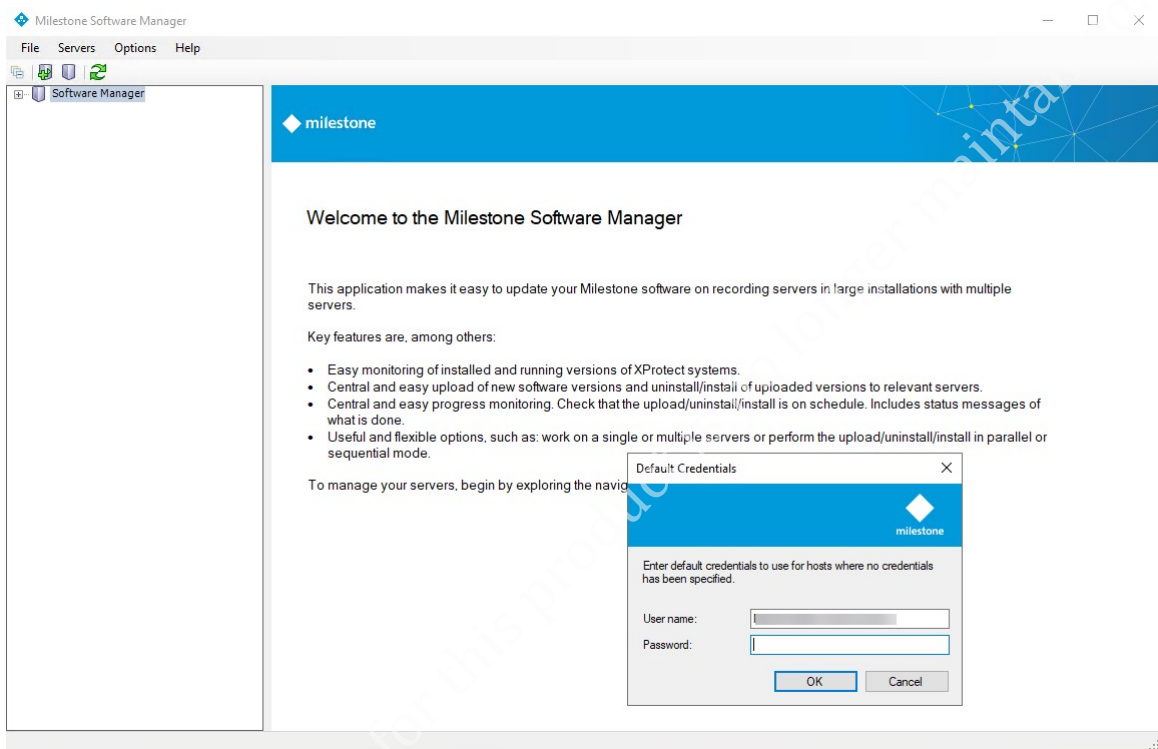 Milestone Software Manager
File Servers Options Help
Software Manager
milestone
Welcome to the Milestone Software Manager
This application makes it easy to update your Milestone software on recording servers in large installations with multiple
servers.
Key features are, among others:
• Easy monitoring of installed and running versions of XProtect systems.
• Central and easy upload of new software versions and uninstall/install of uploaded versions to relevant servers.
• Central and easy progress monitoring. Check that the upload/uninstall/install is on schedule. Includes status messages of
what is done.
• Useful and flexible options, such as: work on a single or multiple servers or perform the upload/uninstall/install in parallel or
sequential mode.
To manage your servers, begin by exploring the navig
Default Credentials
milestone
Enter default credentials to use for hosts where no credentials
has been specified.
User name:
Password:
OK Cancel
for this product no longer maintai